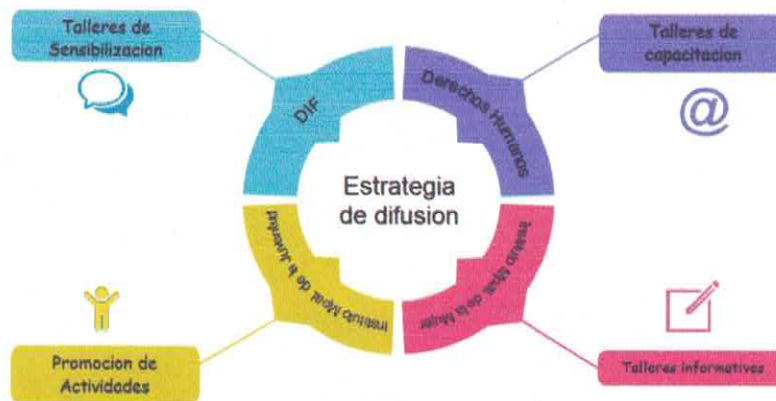 Talleres de
Sensibilizacion
Talleres de
capacitacion
@
DIF
Derechos Humanos
Estrategia
de difusion
Instituto Mpal. de la Juventud
Instituto Mpal. de la Mujer
Promocion de
Actividades
Talleres informativos